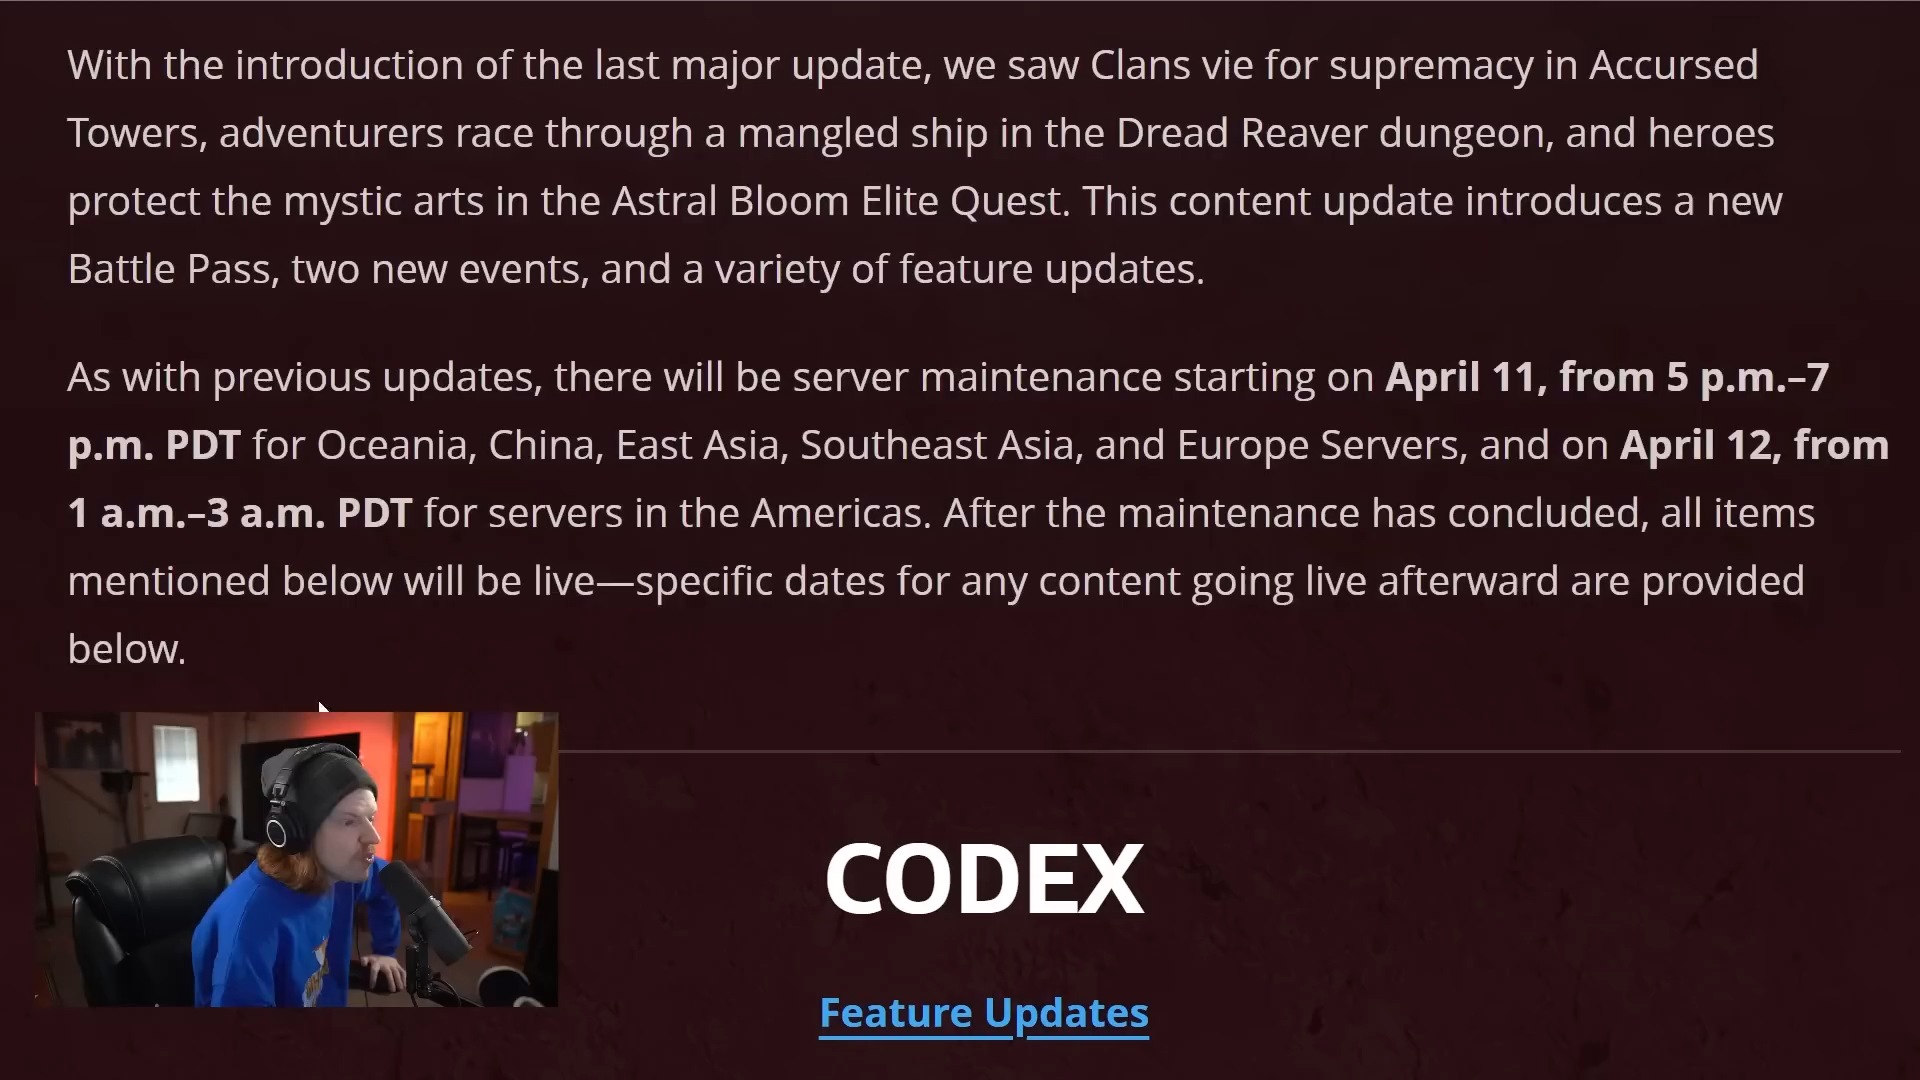 With the introduction of the last major update, we saw Clans vie for supremacy in Accursed
Towers, adventurers race through a mangled ship in the Dread Reaver dungeon, and heroes
protect the mystic arts in the Astral Bloom Elite Quest. This content update introduces a new
Battle Pass, two new events, and a variety of feature updates.
As with previous updates, there will be server maintenance starting on April 11, from 5 p.m.–7
p.m. PDT for Oceania, China, East Asia, Southeast Asia, and Europe Servers, and on April 12, from
1 a.m.–3 a.m. PDT for servers in the Americas. After the maintenance has concluded, all items
mentioned below will be live—specific dates for any content going live afterward are provided
below.
CODEX
Feature Updates